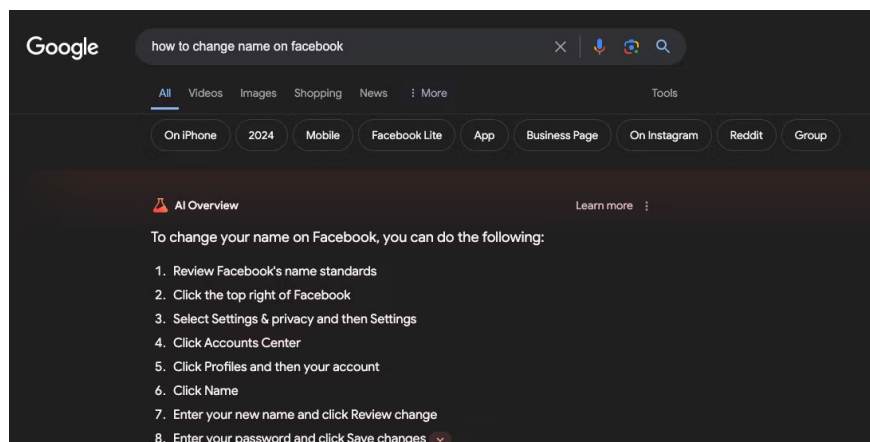 Google how to change name on facebook
All Videos Images Shopping News More Tools
On iPhone 2024 Mobile Facebook Lite App Business Page On Instagram Reddit Group
AI Overview Learn more
To change your name on Facebook, you can do the following:
1. Review Facebook's name standards
2. Click the top right of Facebook
3. Select Settings & privacy and then Settings
4. Click Accounts Center
5. Click Profiles and then your account
6. Click Name
7. Enter your new name and click Review change
8. Enter your password and click Save changes